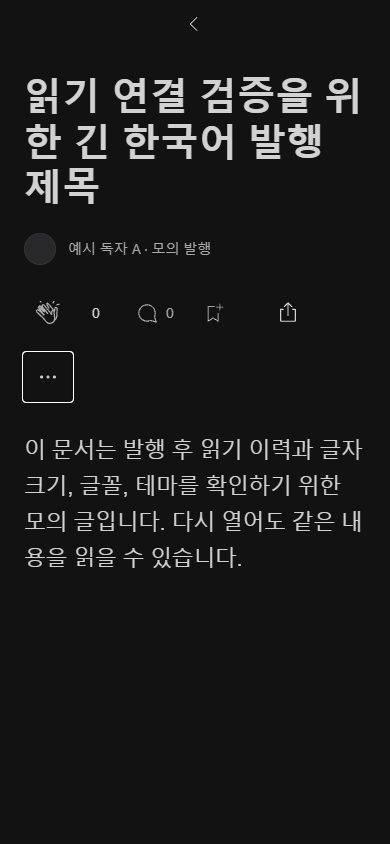 읽기 연결 검증을 위
한 긴 한국어 발행
제목
예시 독자 A · 모의 발행
0
0
이 문서는 발행 후 읽기 이력과 글자
크기, 글꼴, 테마를 확인하기 위한
모의 글입니다. 다시 열어도 같은 내
용을 읽을 수 있습니다.